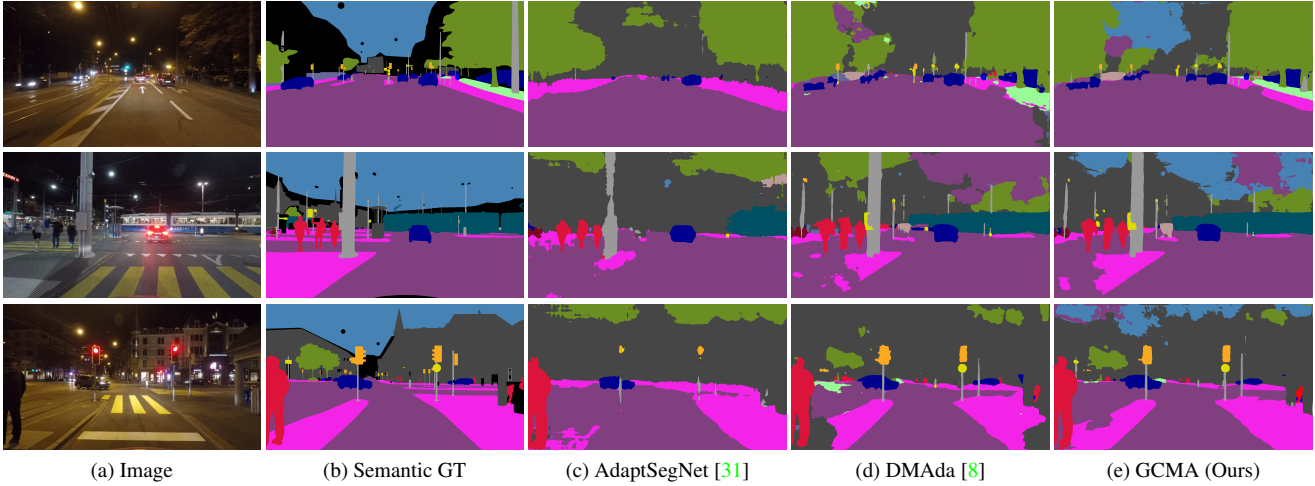 (a) Image
(b) Semantic GT
(c) AdaptSegNet [31]
(d) DMAda [8]
(e) GCMA (Ours)